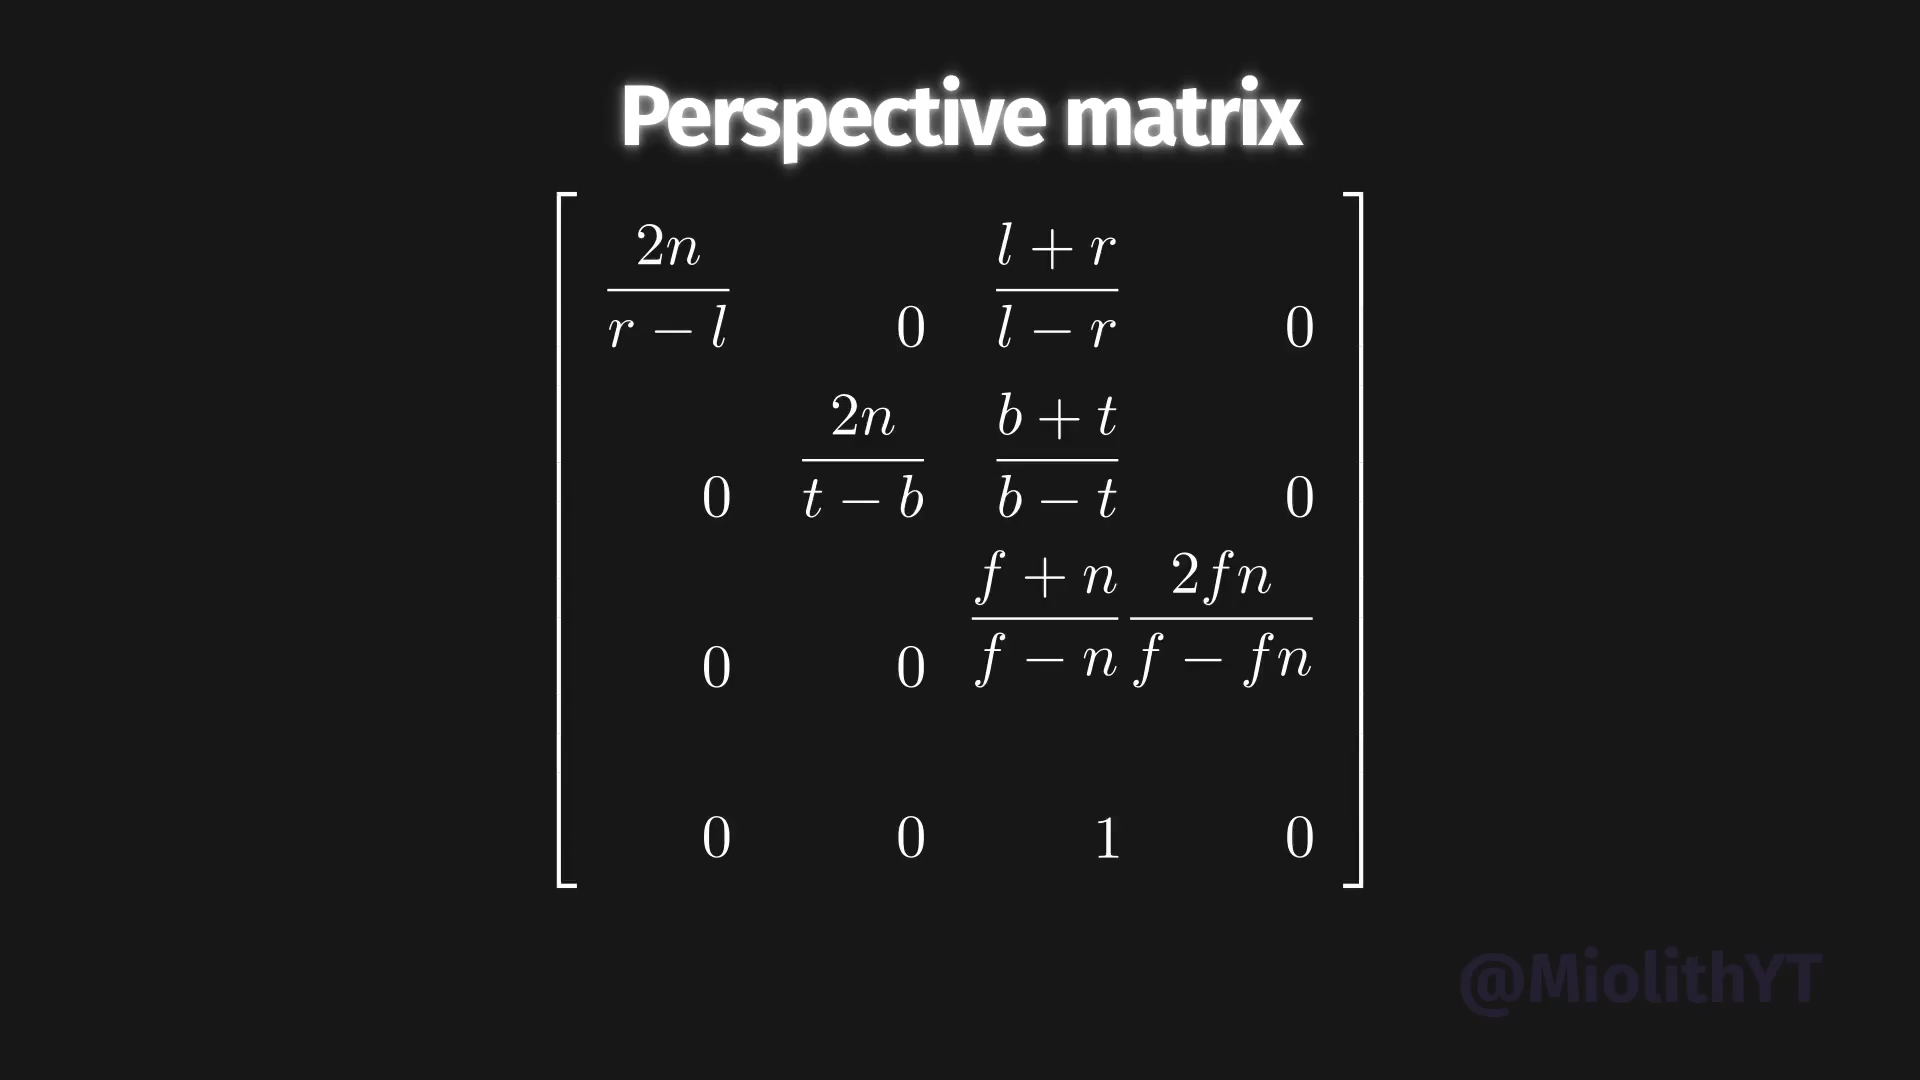 Perspective matrix
2n l + r
r − l 0 l − r 0
2n b + t
0 t − b b − t 0
f + n 2fn
0 0 f − n f − fn
0 0 1 0
@MiolithYT